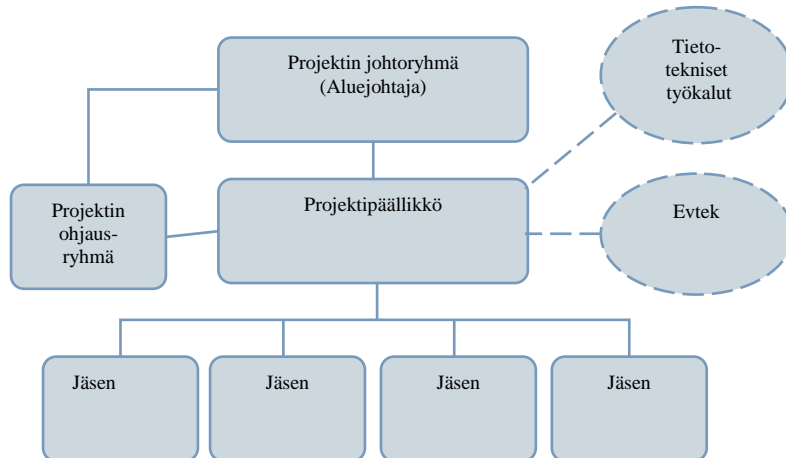 Projektin johtoryhmä
(Aluejohtaja)
Tieto-
tekniset
työkalut
Projektin
ohjaus-
ryhmä
Projektipäällikkö
Evtek
Jäsen
Jäsen
Jäsen
Jäsen